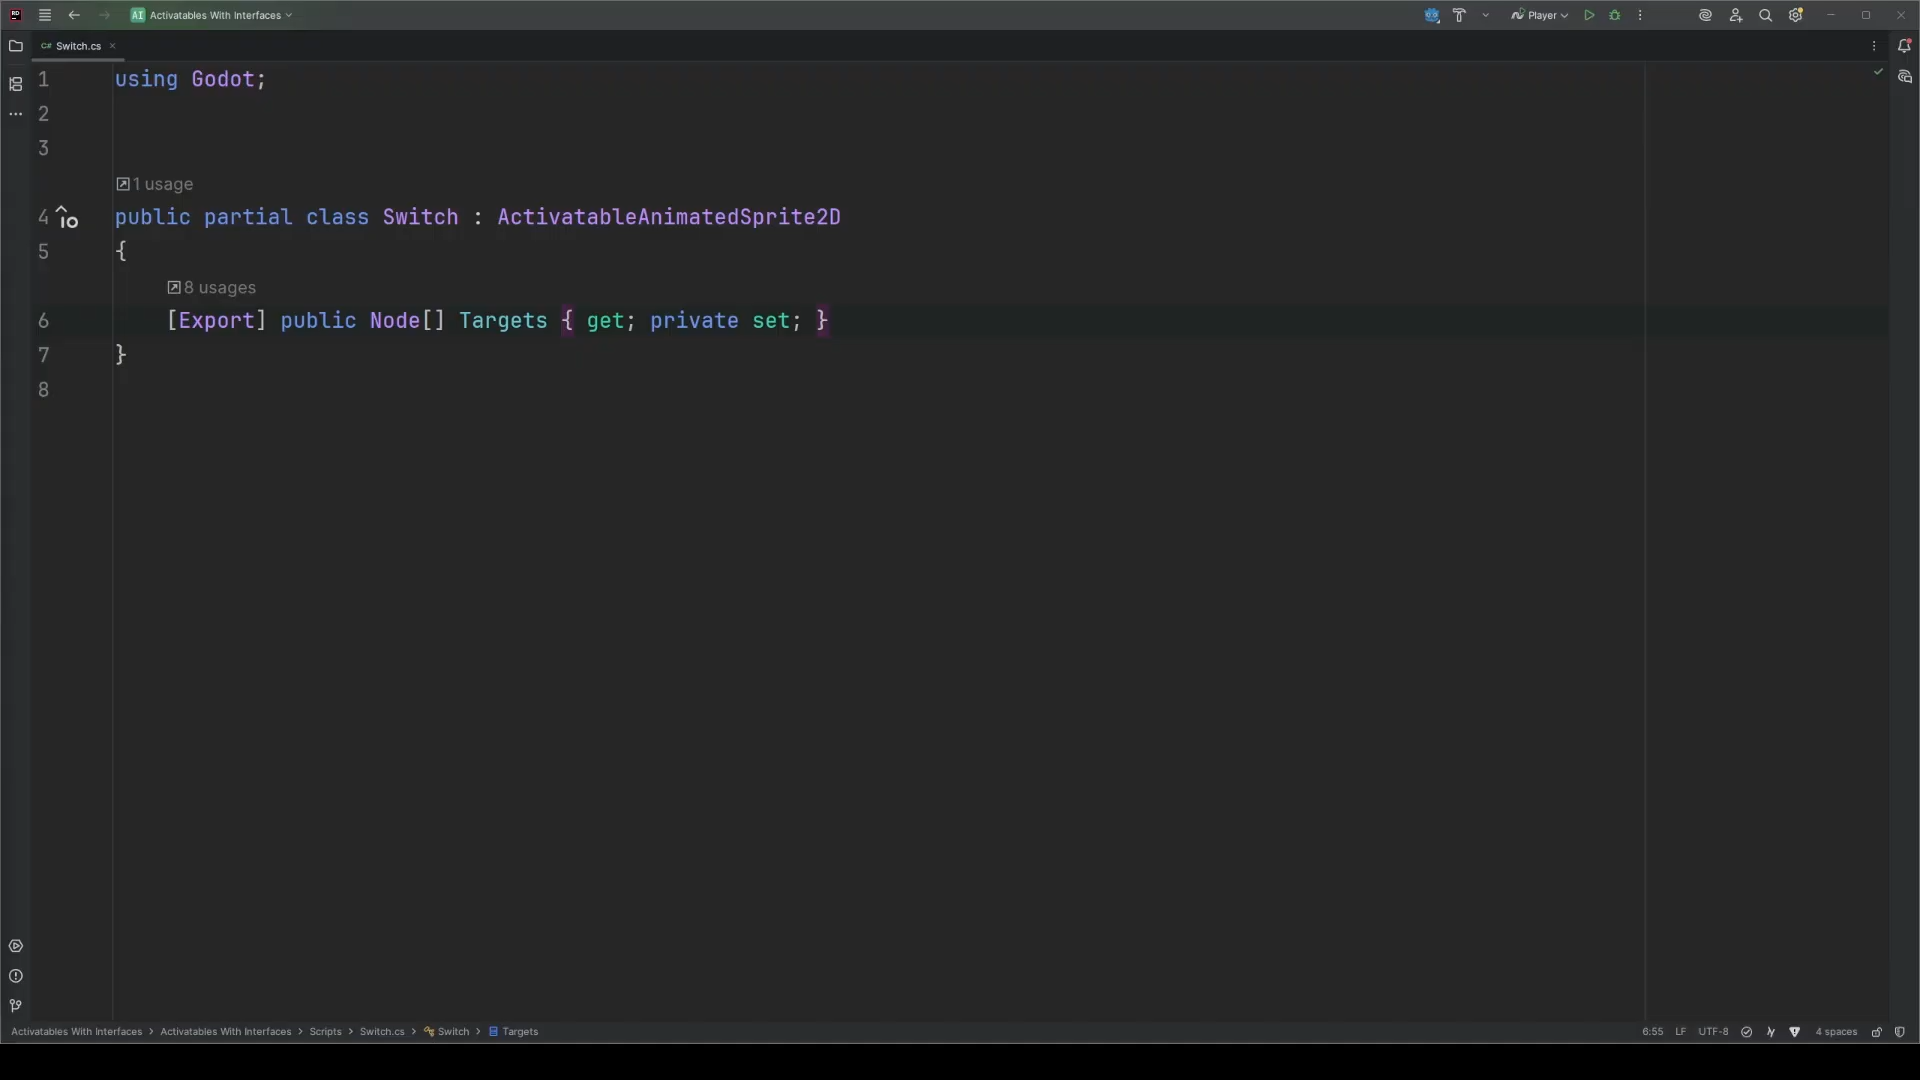 AI Activatables With Interfaces
Player
C# Switch.cs
1 using Godot;
2
3
1 usage
4 public partial class Switch : ActivatableAnimatedSprite2D
5 {
8 usages
6 [Export] public Node[] Targets { get; private set; }
7 }
8
Activatables With Interfaces > Activatables With Interfaces > Scripts > Switch.cs > Switch > Targets
6:55 LF UTF-8 4 spaces